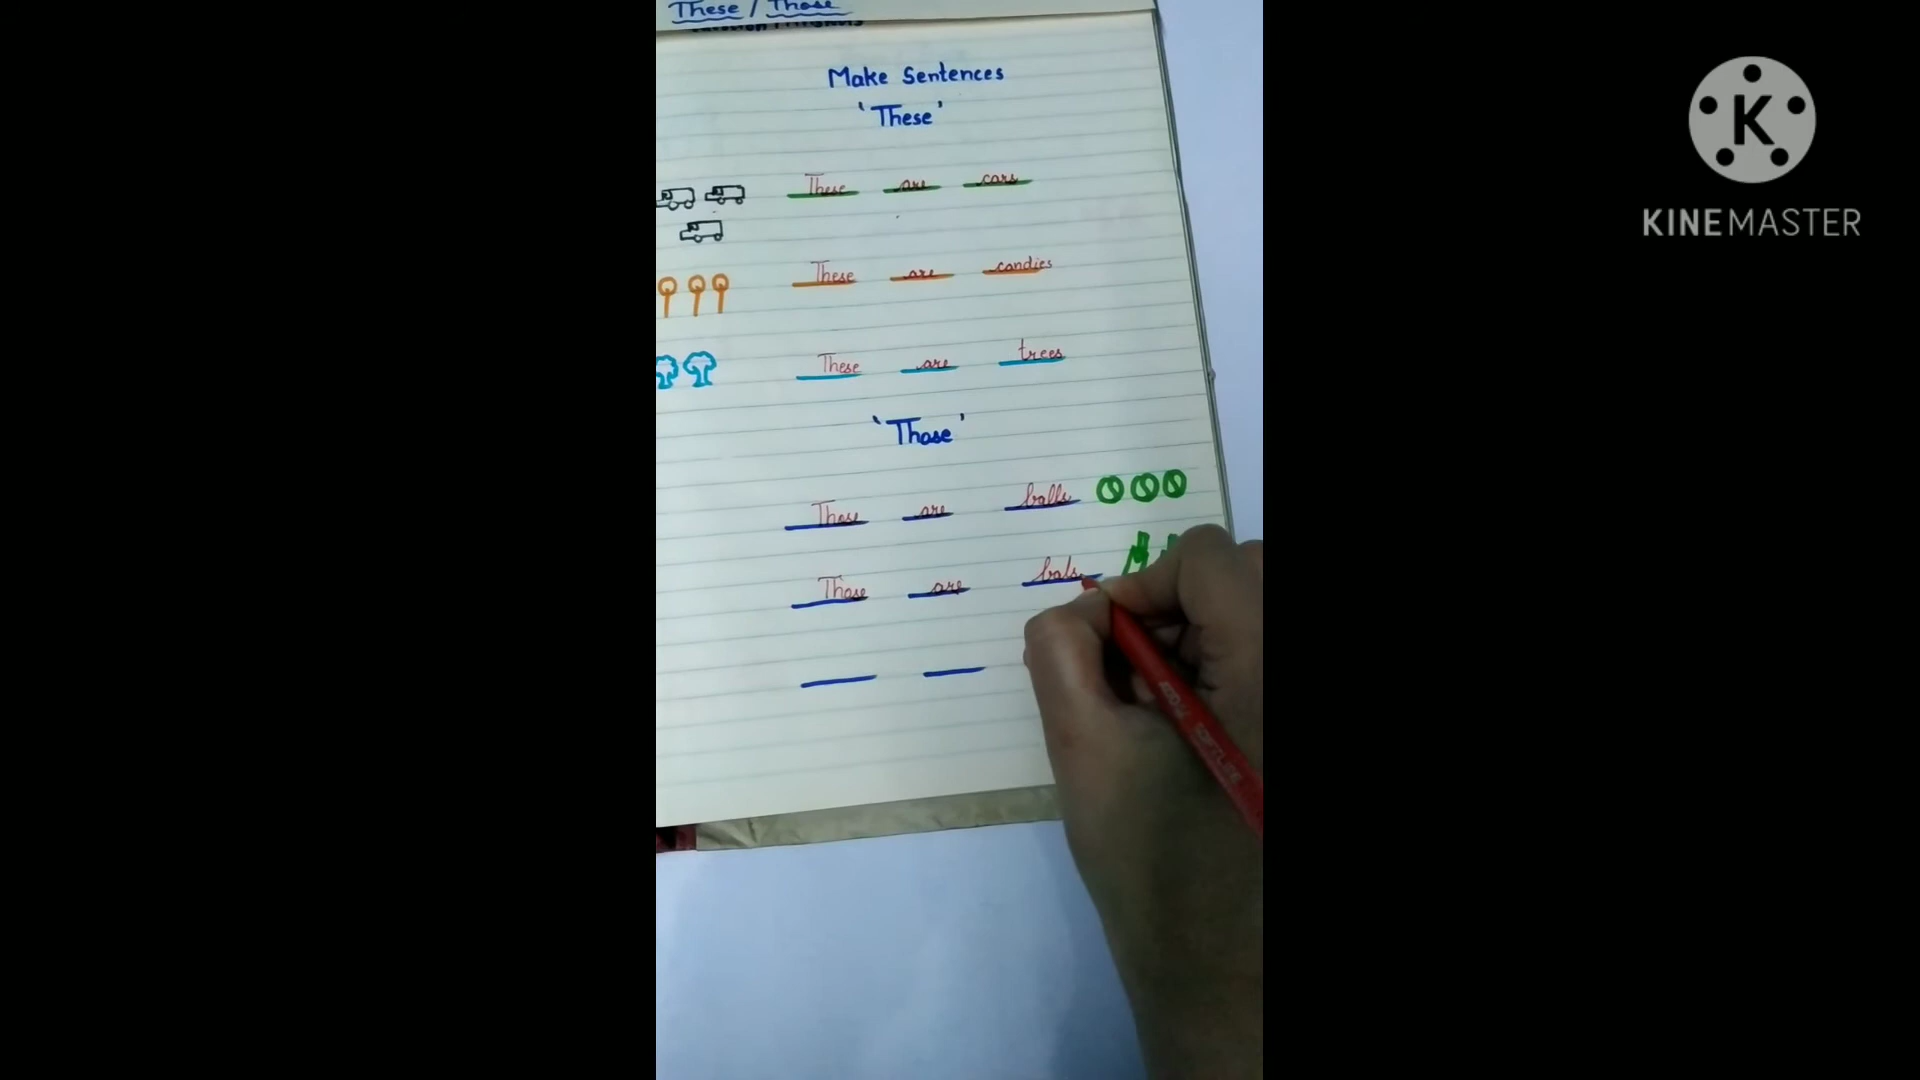 These / Those
Make Sentences
'These'
These are cars
These are candies
These are trees
'Those'
Those are balls
Those are bats
KINEMASTER